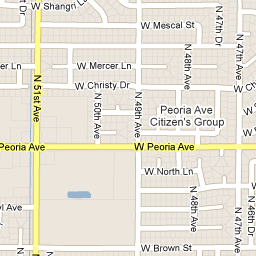 W Shangri
W Mescal St
N 47th Dr
W Mercer Ln
N 48th Ave
N 47th Ave
er Ln
W Christy Dr
N 51st Ave
N 50th Ave
N 49th Ave
Peoria Ave
Citizen's Group
Peoria Ave
W Peoria Ave
W North Ln
N 46th Dr
N 48th Ave
N 47th Ave
yl Ave
W Brown St
N